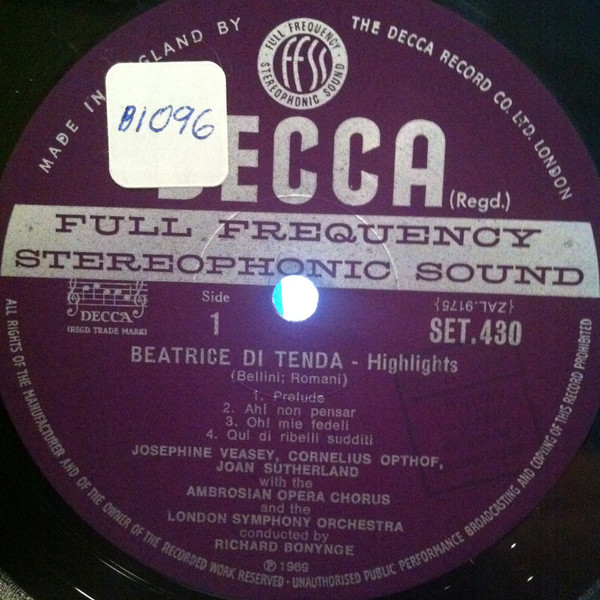 MADE IN ENGLAND BY
THE DECCA RECORD CO. LTD. LONDON
FULL FREQUENCY
FFSS
STEREOPHONIC SOUND
B1096
DECCA
(Regd.)
FULL FREQUENCY
STEREOPHONIC SOUND
DECCA
(REGD TRADE MARK)
Side
1
{ZAL.9175}
SET.430
BEATRICE DI TENDA - Highlights
(Bellini; Romani)
1. Prelude
2. Ah! non pensar
3. Oh! mie fedeli
4. Qui di ribelli sudditi
JOSEPHINE VEASEY, CORNELIUS OPTHOF,
JOAN SUTHERLAND
with the
AMBROSIAN OPERA CHORUS
and the
LONDON SYMPHONY ORCHESTRA
conducted by
RICHARD BONYNGE
Ⓟ1969
ALL RIGHTS OF THE MANUFACTURER AND OF THE OWNER OF THE RECORDED WORK RESERVED · UNAUTHORISED PUBLIC PERFORMANCE BROADCASTING AND COPYING OF THIS RECORD PROHIBITED